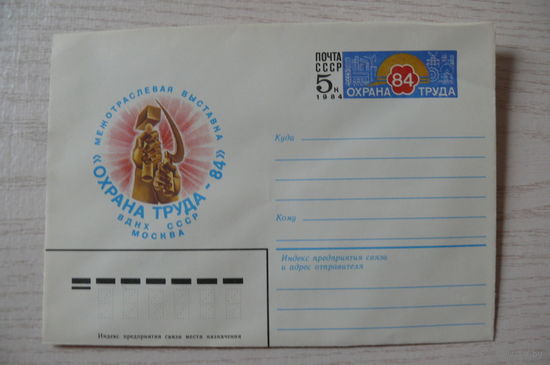 МЕЖОТРАСЛЕВАЯ ВЫСТАВКА
«ОХРАНА ТРУДА - 84»
ВДНХ СССР
МОСКВА
ПОЧТА
СССР
5 к
1984
84
ОХРАНА ТРУДА
Куда
Кому
Индекс предприятия связи
и адрес отправителя
Индекс предприятия связи места назначения